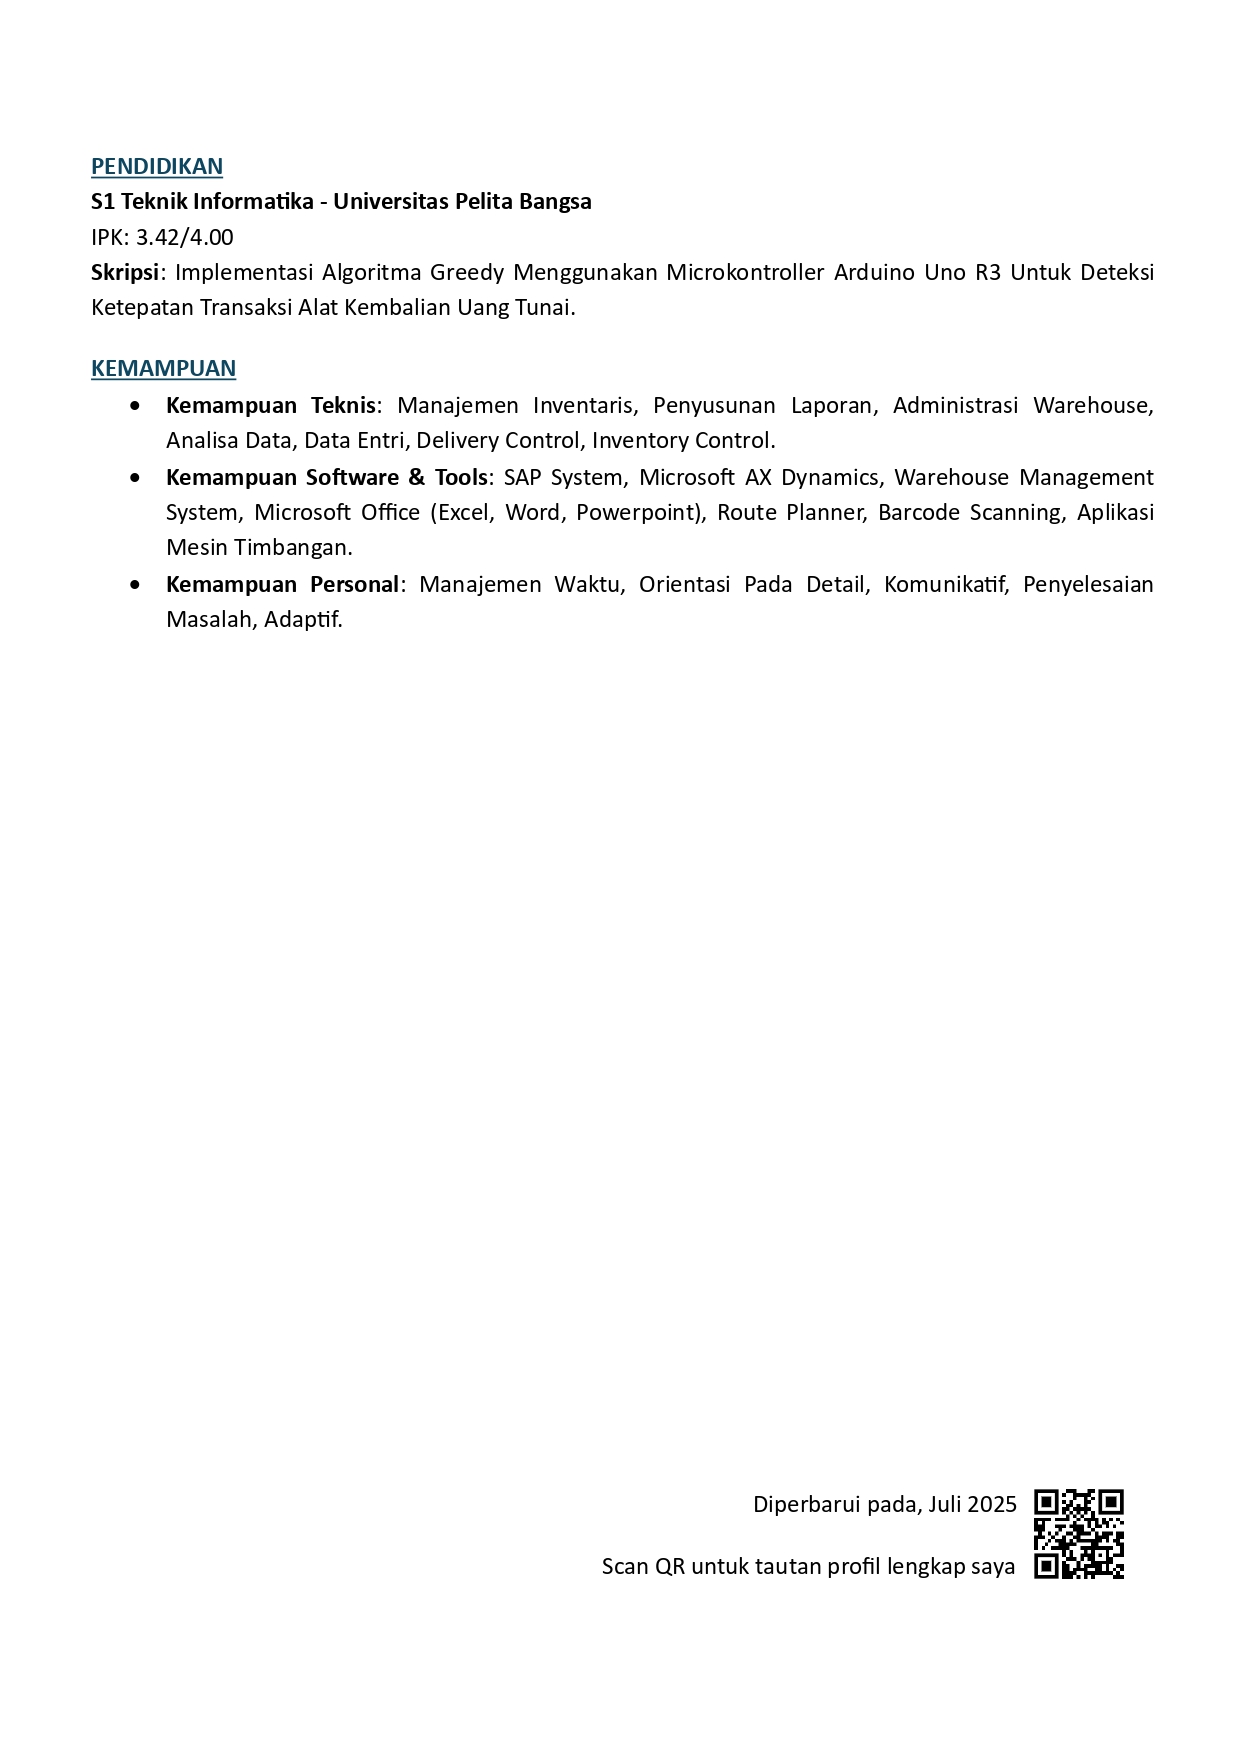 PENDIDIKAN
S1 Teknik Informatika - Universitas Pelita Bangsa
IPK: 3.42/4.00
Skripsi: Implementasi Algoritma Greedy Menggunakan Microkontroller Arduino Uno R3 Untuk Deteksi
Ketepatan Transaksi Alat Kembalian Uang Tunai.
KEMAMPUAN
• Kemampuan Teknis: Manajemen Inventaris, Penyusunan Laporan, Administrasi Warehouse,
Analisa Data, Data Entri, Delivery Control, Inventory Control.
• Kemampuan Software & Tools: SAP System, Microsoft AX Dynamics, Warehouse Management
System, Microsoft Office (Excel, Word, Powerpoint), Route Planner, Barcode Scanning, Aplikasi
Mesin Timbangan.
• Kemampuan Personal: Manajemen Waktu, Orientasi Pada Detail, Komunikatif, Penyelesaian
Masalah, Adaptif.
Diperbarui pada, Juli 2025
Scan QR untuk tautan profil lengkap saya